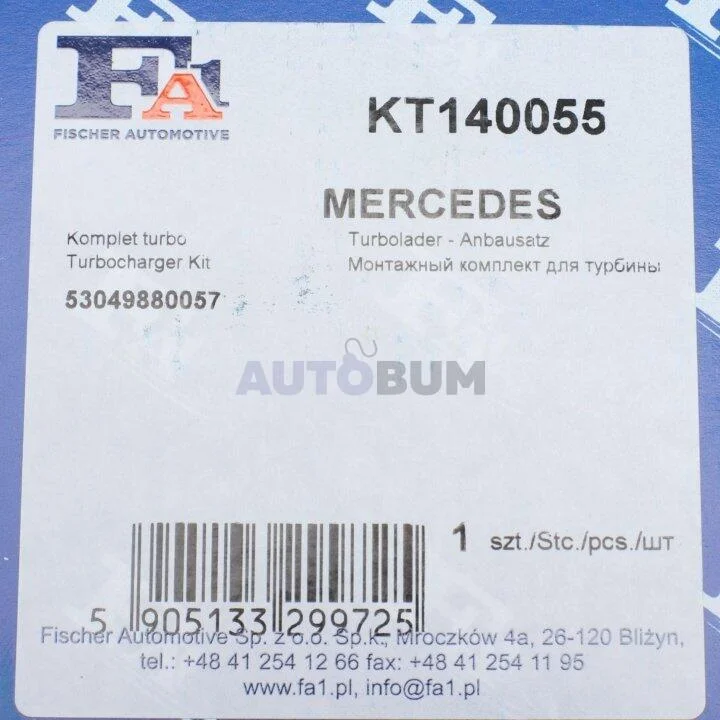 FA1
FISCHER AUTOMOTIVE
KT140055
MERCEDES
Komplet turbo
Turbocharger Kit
Turbolader - Anbausatz
Монтажный комплект для турбины
53049880057
AUTOBUM
1 szt./Stc./pcs./шт
5 905133 299725
Fischer Automotive Sp. z o.o. Sp.k., Mroczków 4a, 26-120 Bliżyn,
tel.: +48 41 254 12 66 fax: +48 41 254 11 95
www.fa1.pl, info@fa1.pl